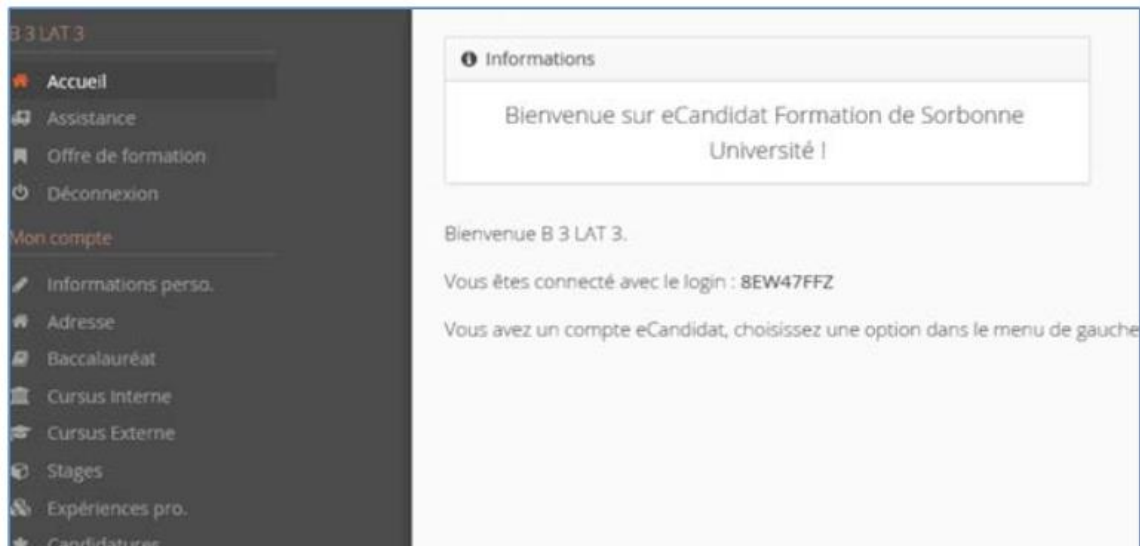 B 3 LAT 3
Accueil
Assistance
Offre de formation
Déconnexion
Mon compte
Informations perso.
Adresse
Baccalauréat
Cursus Interne
Cursus Externe
Stages
Expériences pro.
Candidatures
Informations
Bienvenue sur eCandidat Formation de Sorbonne
Université !
Bienvenue B 3 LAT 3.
Vous êtes connecté avec le login : 8EW47FFZ
Vous avez un compte eCandidat, choisissez une option dans le menu de gauche